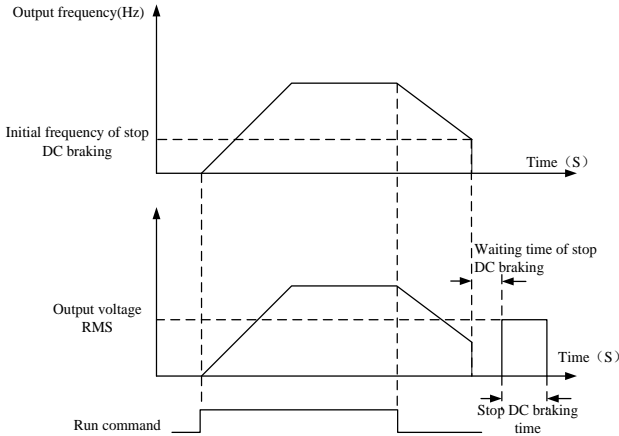 Output frequency(Hz)
Initial frequency of stop
DC braking
Time（S）
Waiting time of stop
DC braking
Output voltage
RMS
Time（S）
Stop DC braking
time
Run command